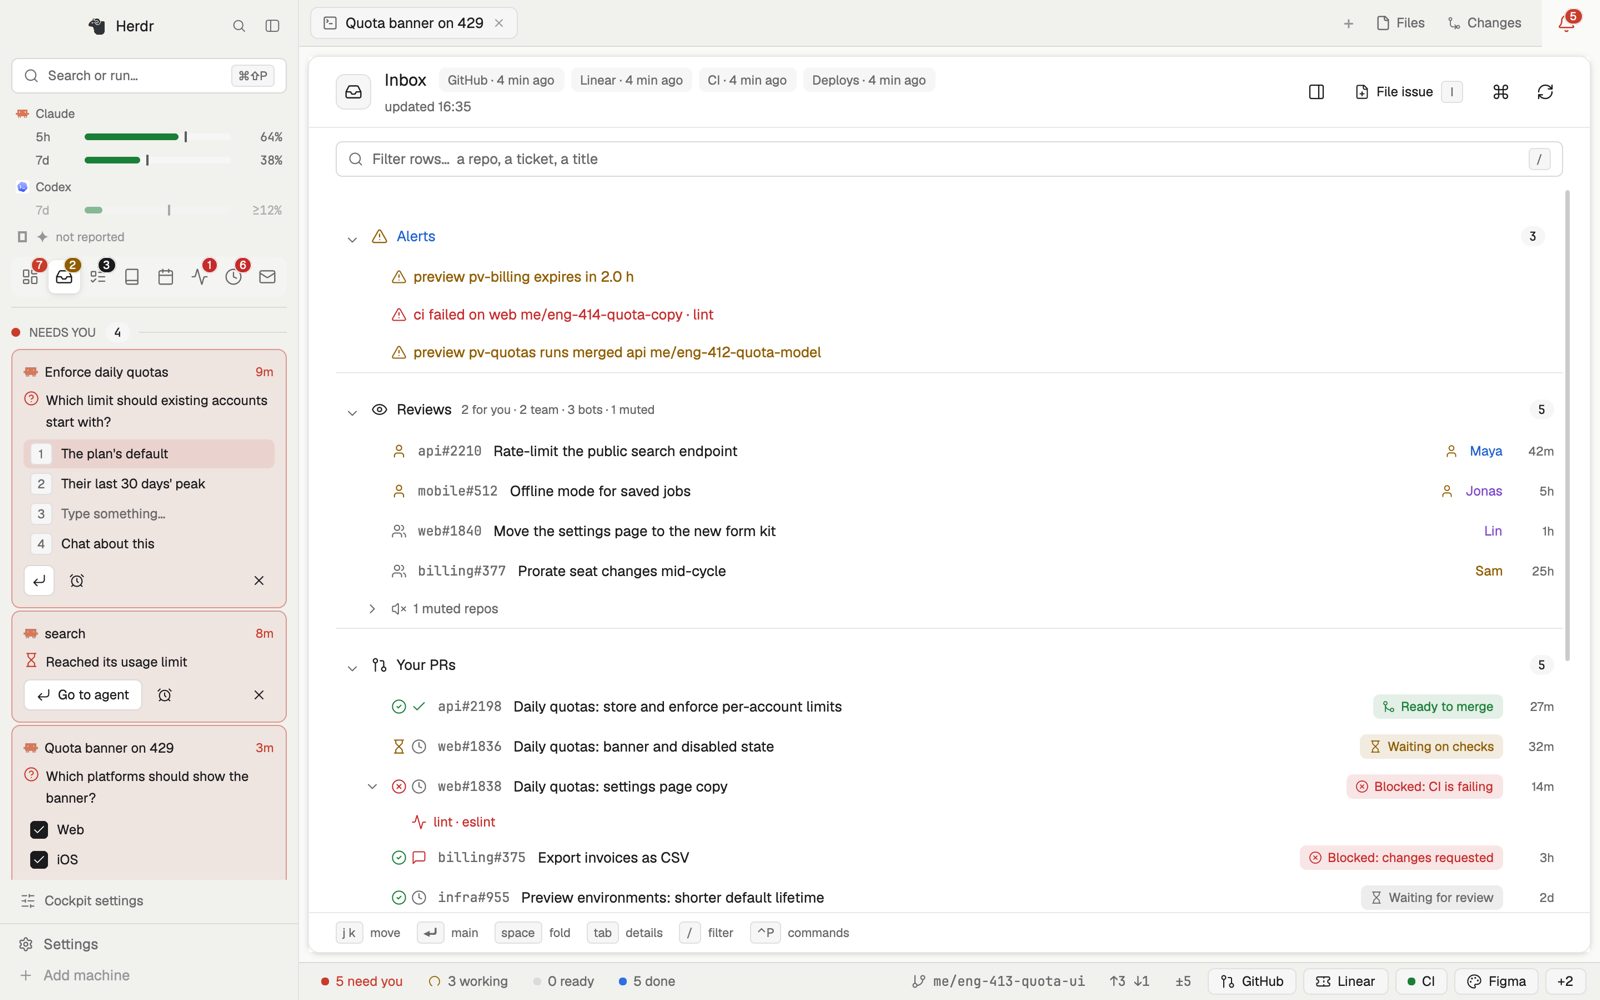 Herdr
Search or run... ⌘⇧P
Claude
5h 64%
7d 38%
Codex
7d ≥12%
not reported
7 2 3 1 6
NEEDS YOU 4
Enforce daily quotas 9m
Which limit should existing accounts
start with?
1 The plan's default
2 Their last 30 days' peak
3 Type something...
4 Chat about this
search 8m
Reached its usage limit
Go to agent
Quota banner on 429 3m
Which platforms should show the
banner?
Web
iOS
Cockpit settings
Settings
Add machine
Quota banner on 429
Files
Changes
5
Inbox GitHub · 4 min ago Linear · 4 min ago CI · 4 min ago Deploys · 4 min ago
updated 16:35
File issue I
⌘
Filter rows... a repo, a ticket, a title /
Alerts 3
preview pv-billing expires in 2.0 h
ci failed on web me/eng-414-quota-copy · lint
preview pv-quotas runs merged api me/eng-412-quota-model
Reviews 2 for you · 2 team · 3 bots · 1 muted 5
api#2210 Rate-limit the public search endpoint Maya 42m
mobile#512 Offline mode for saved jobs Jonas 5h
web#1840 Move the settings page to the new form kit Lin 1h
billing#377 Prorate seat changes mid-cycle Sam 25h
1 muted repos
Your PRs 5
api#2198 Daily quotas: store and enforce per-account limits Ready to merge 27m
web#1836 Daily quotas: banner and disabled state Waiting on checks 32m
web#1838 Daily quotas: settings page copy Blocked: CI is failing 14m
lint · eslint
billing#375 Export invoices as CSV Blocked: changes requested 3h
infra#955 Preview environments: shorter default lifetime Waiting for review 2d
j k move ↵ main space fold tab details / filter ^P commands
5 need you 3 working 0 ready 5 done
me/eng-413-quota-ui ↑3 ↓1 ±5 GitHub Linear CI Figma +2